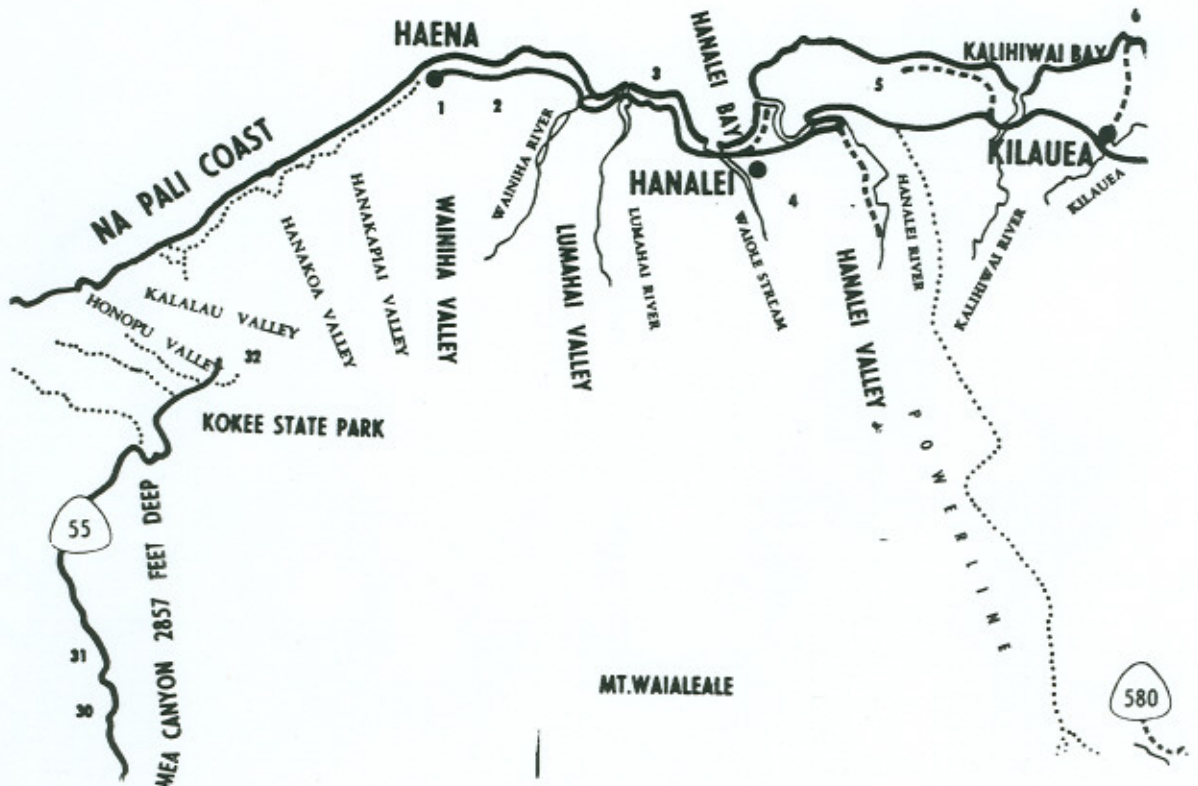 HAENA
HANALEI BAY
6
KALIHIWAI BAY
3
5
1
2
NA PALI COAST
WAINIHA RIVER
HANALEI
4
KILAUEA
KILAUEA
HANAKAPIAI VALLEY
WAINIHA VALLEY
LUMAHAI VALLEY
LUMAHAI RIVER
WAIOLE STREAM
HANALEI VALLEY
HANALEI RIVER
KALIHIWAI RIVER
HANAKOA VALLEY
KALALAU VALLEY
HONOPU VALLEY
32
KOKEE STATE PARK
POWERLINE
55
MEA CANYON 2857 FEET DEEP
31
30
MT.WAIALEALE
580